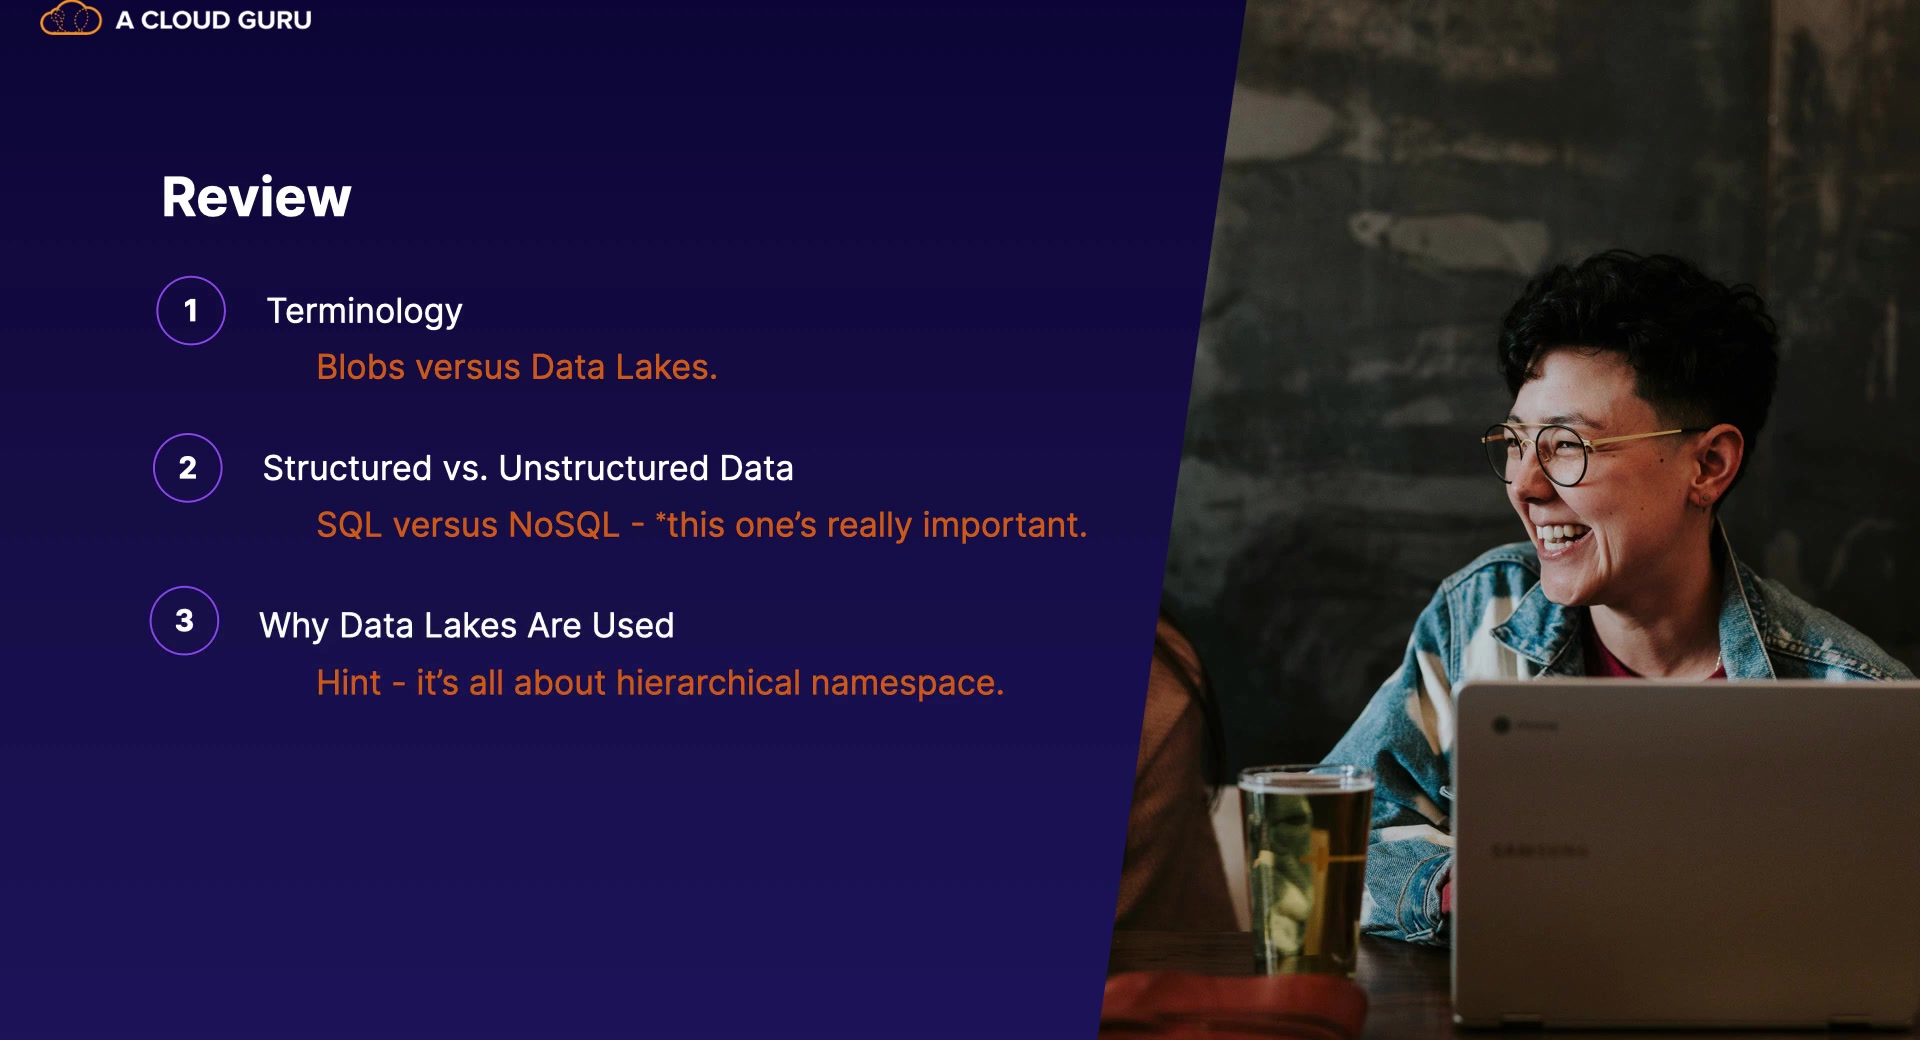 A CLOUD GURU
Review
1 Terminology
Blobs versus Data Lakes.
2 Structured vs. Unstructured Data
SQL versus NoSQL - *this one’s really important.
3 Why Data Lakes Are Used
Hint - it’s all about hierarchical namespace.
SAMSUNG